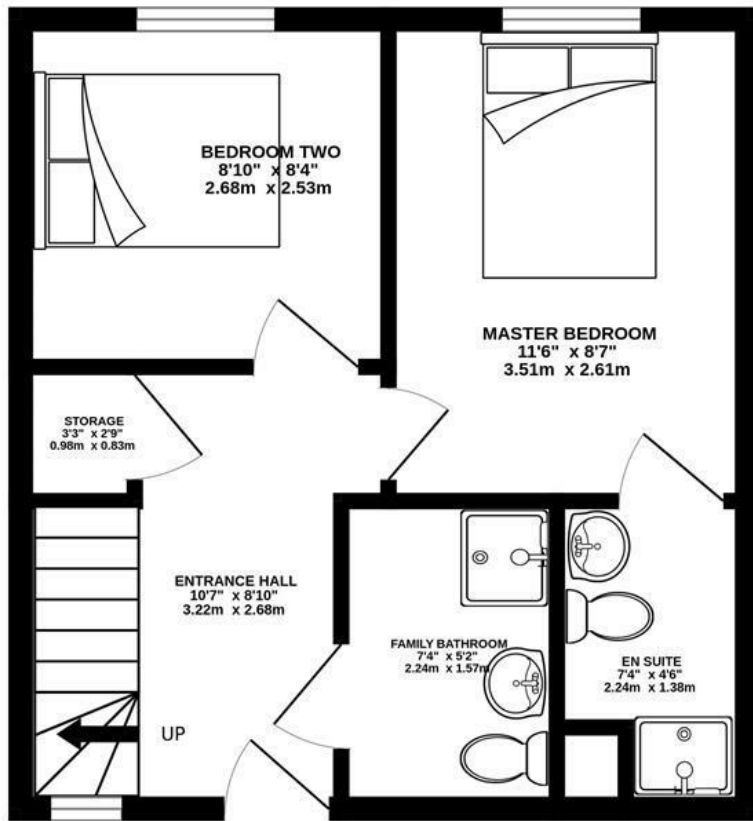 BEDROOM TWO
8'10" x 8'4"
2.68m x 2.53m
MASTER BEDROOM
11'6" x 8'7"
3.51m x 2.61m
STORAGE
3'3" x 2'9"
0.98m x 0.83m
ENTRANCE HALL
10'7" x 8'10"
3.22m x 2.68m
FAMILY BATHROOM
7'4" x 5'2"
2.24m x 1.57m
EN SUITE
7'4" x 4'6"
2.24m x 1.38m
UP